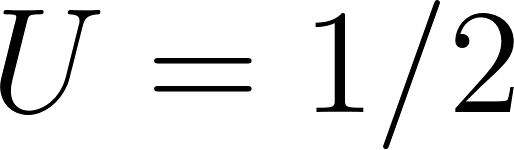 U = 1/2